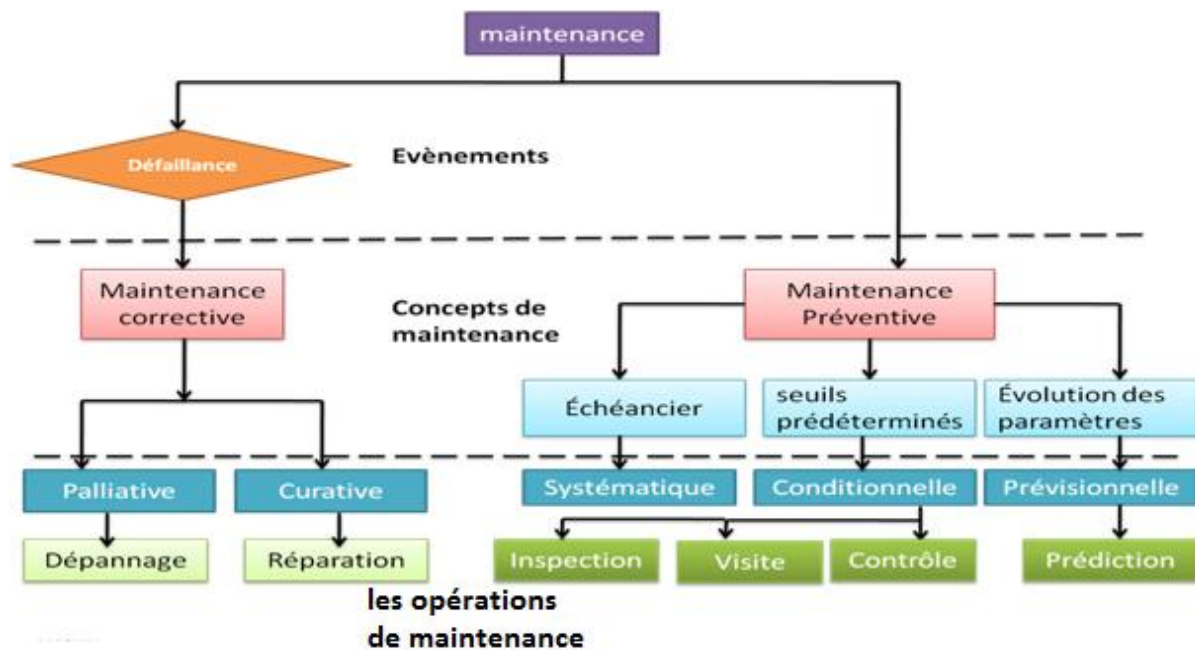 maintenance
Défaillance
Evènements
Maintenance
corrective
Concepts de
maintenance
Maintenance
Préventive
Échéancier
seuils
prédéterminés
Évolution des
paramètres
Palliative
Curative
Systématique
Conditionnelle
Prévisionnelle
Dépannage
Réparation
Inspection
Visite
Contrôle
Prédiction
les opérations
de maintenance